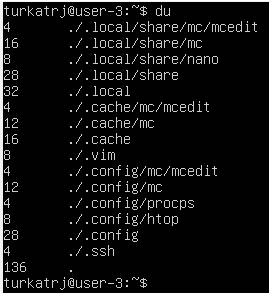 turkatrj@user-3:~$ du
4 ./.local/share/mc/mcedit
16 ./.local/share/mc
8 ./.local/share/nano
28 ./.local/share
32 ./.local
4 ./.cache/mc/mcedit
12 ./.cache/mc
16 ./.cache
8 ./.vim
4 ./.config/mc/mcedit
12 ./.config/mc
4 ./.config/procps
8 ./.config/htop
28 ./.config
4 ./.ssh
136 .
turkatrj@user-3:~$